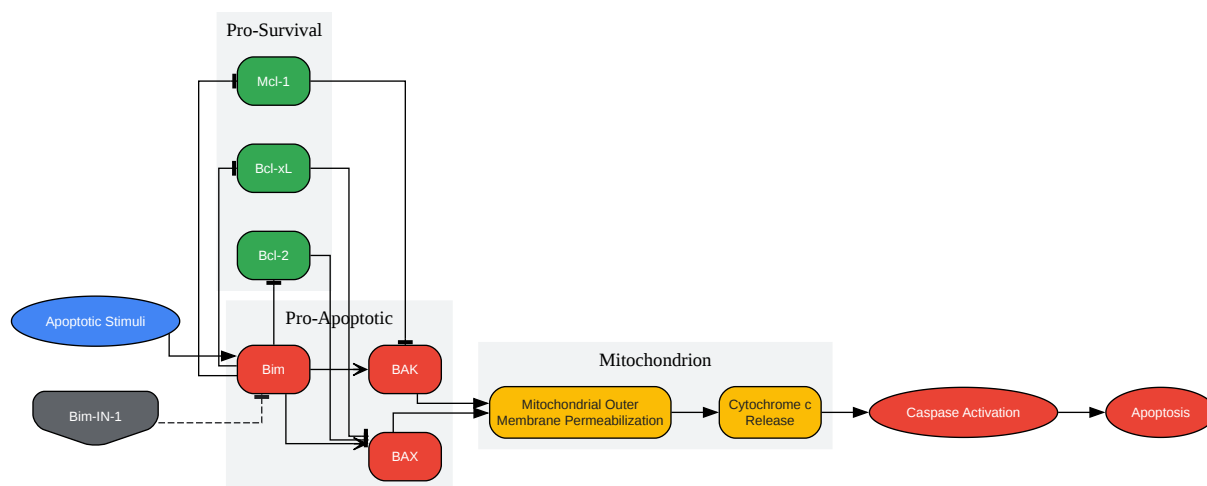 Pro-Survival
Mcl-1
Bcl-xL
Bcl-2
Apoptotic Stimuli
Pro-Apoptotic
Bim
BAK
Bim-IN-1
BAX
Mitochondrion
Mitochondrial Outer
Membrane Permeabilization
Cytochrome c
Release
Caspase Activation
Apoptosis